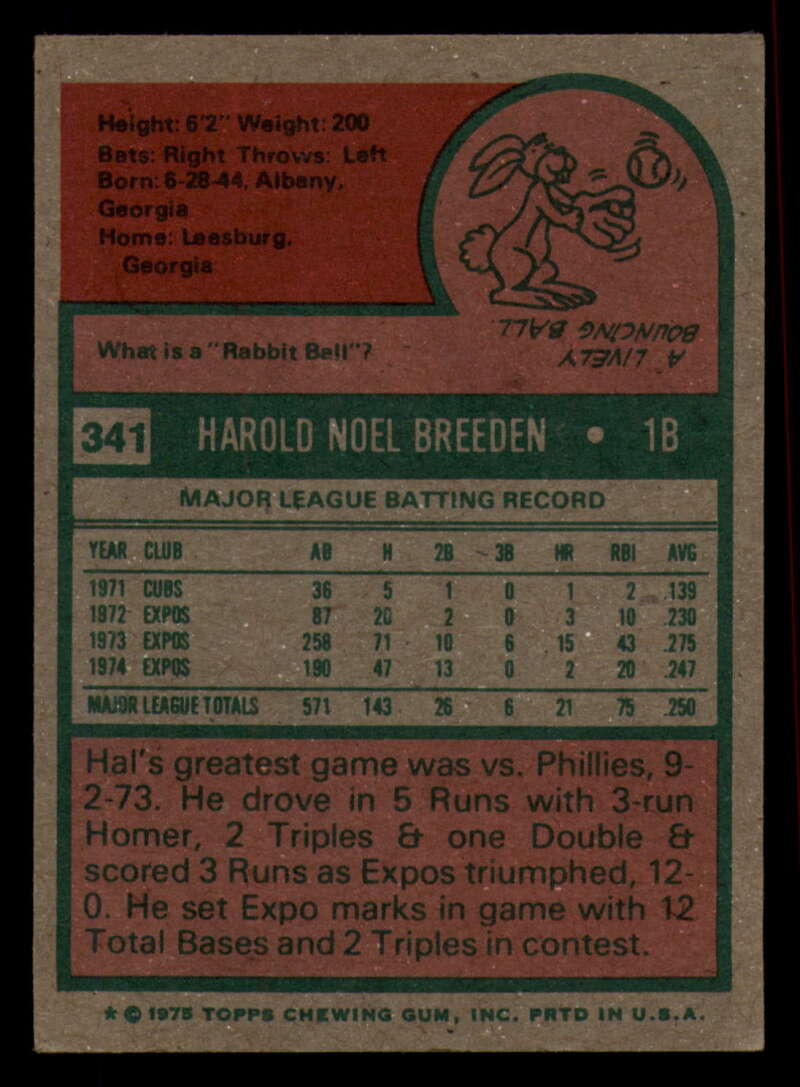 Height: 6'2" Weight: 200
Bats: Right Throws: Left
Born: 6-28-44, Albany,
Georgia
Home: Leesburg,
Georgia
What is a "Rabbit Ball"?
A LIVELY
BOUNCING BALL.
341 HAROLD NOEL BREEDEN • 1B
MAJOR LEAGUE BATTING RECORD
YEAR CLUB AB H 2B 3B HR RBI AVG
1971 CUBS 36 5 1 0 1 2 .139
1972 EXPOS 87 20 2 0 3 10 .230
1973 EXPOS 258 71 10 6 15 43 .275
1974 EXPOS 190 47 13 0 2 20 .247
MAJOR LEAGUE TOTALS 571 143 26 6 21 75 .250
Hal's greatest game was vs. Phillies, 9-
2-73. He drove in 5 Runs with 3-run
Homer, 2 Triples & one Double &
scored 3 Runs as Expos triumphed, 12-
0. He set Expo marks in game with 12
Total Bases and 2 Triples in contest.
* © 1975 TOPPS CHEWING GUM, INC. PRTD IN U.S.A.